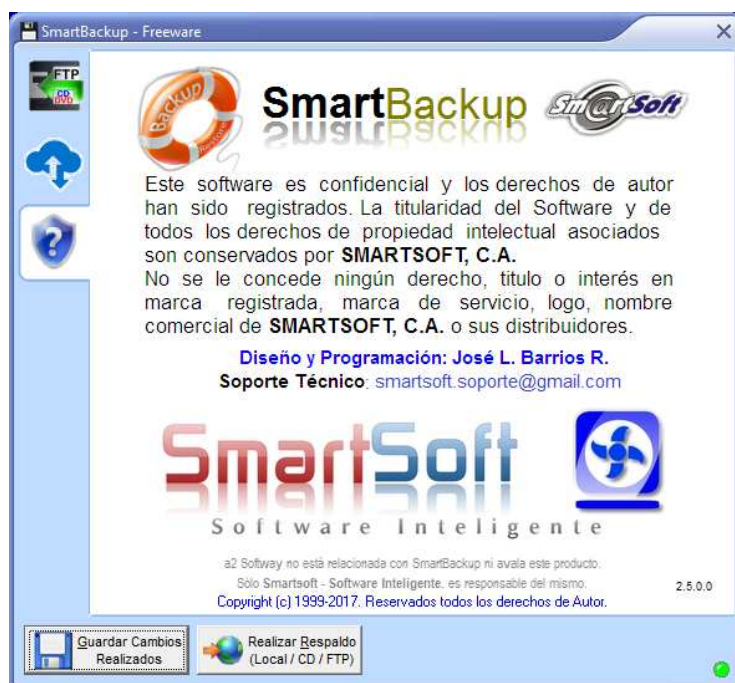 SmartBackup - Freeware
FTP
CD
DVD
Backup
Restore
SmartBackup
Sm@rtSoft
Este software es confidencial y los derechos de autor
han sido registrados. La titularidad del Software y de
todos los derechos de propiedad intelectual asociados
son conservados por SMARTSOFT, C.A.
No se le concede ningún derecho, titulo o interés en
marca registrada, marca de servicio, logo, nombre
comercial de SMARTSOFT, C.A. o sus distribuidores.
Diseño y Programación: José L. Barrios R.
Soporte Técnico: smartsoft.soporte@gmail.com
SmartSoft
Software Inteligente
a2 Softway no está relacionada con SmartBackup ni avala este producto.
Sólo Smartsoft - Software Inteligente. es responsable del mismo.
2.5.0.0
Copyright (c) 1999-2017. Reservados todos los derechos de Autor.
Guardar Cambios
Realizados
Realizar Respaldo
(Local / CD / FTP)